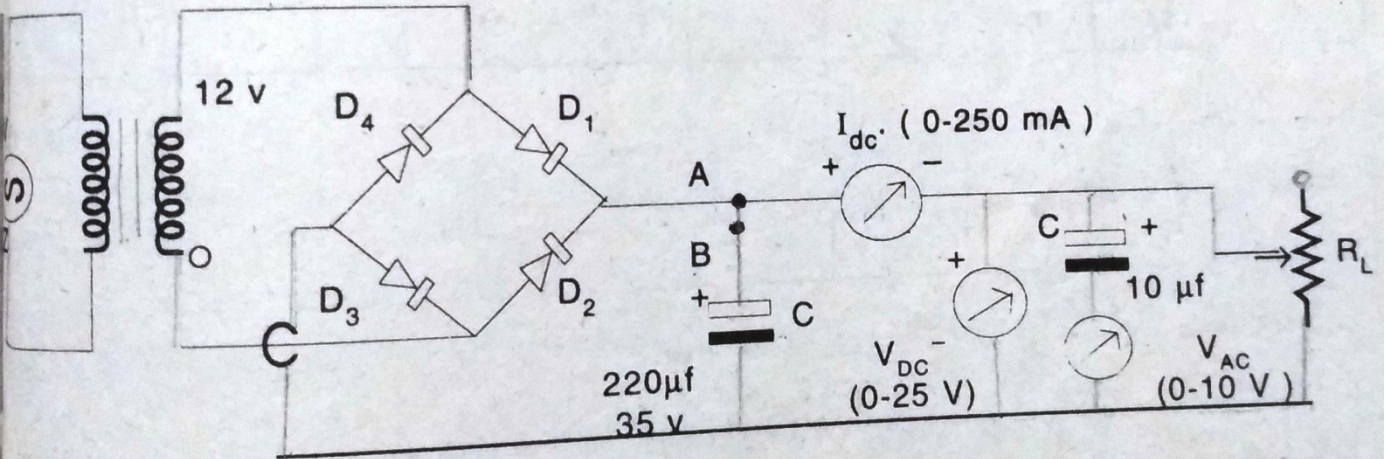 S
12 v
D4
D1
D3
D2
A
B
+
C
220µf
35 v
Idc. ( 0-250 mA )
+
-
+
VDC-
(0-25 V)
C
+
10 µf
VAC
(0-10 V )
RL